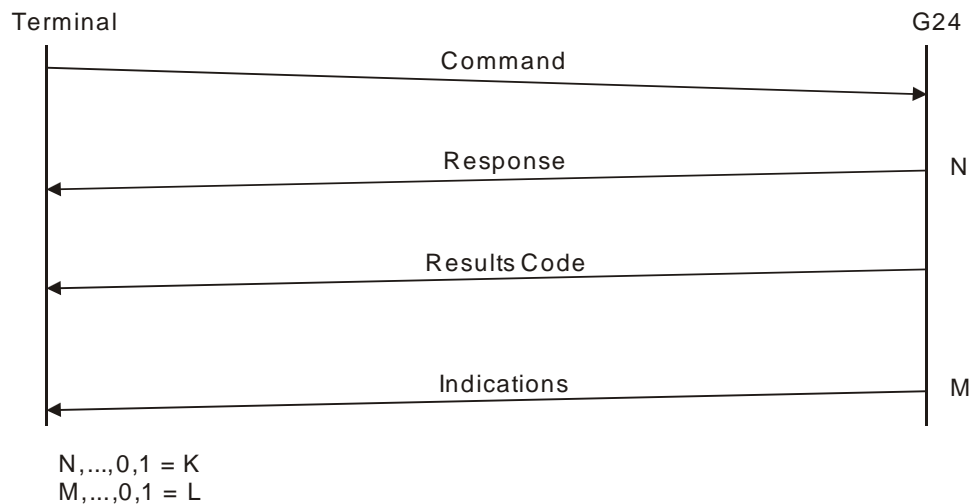 Terminal G24
Command
Response N
Results Code
Indications M
N,...,0,1 = K
M,...,0,1 = L